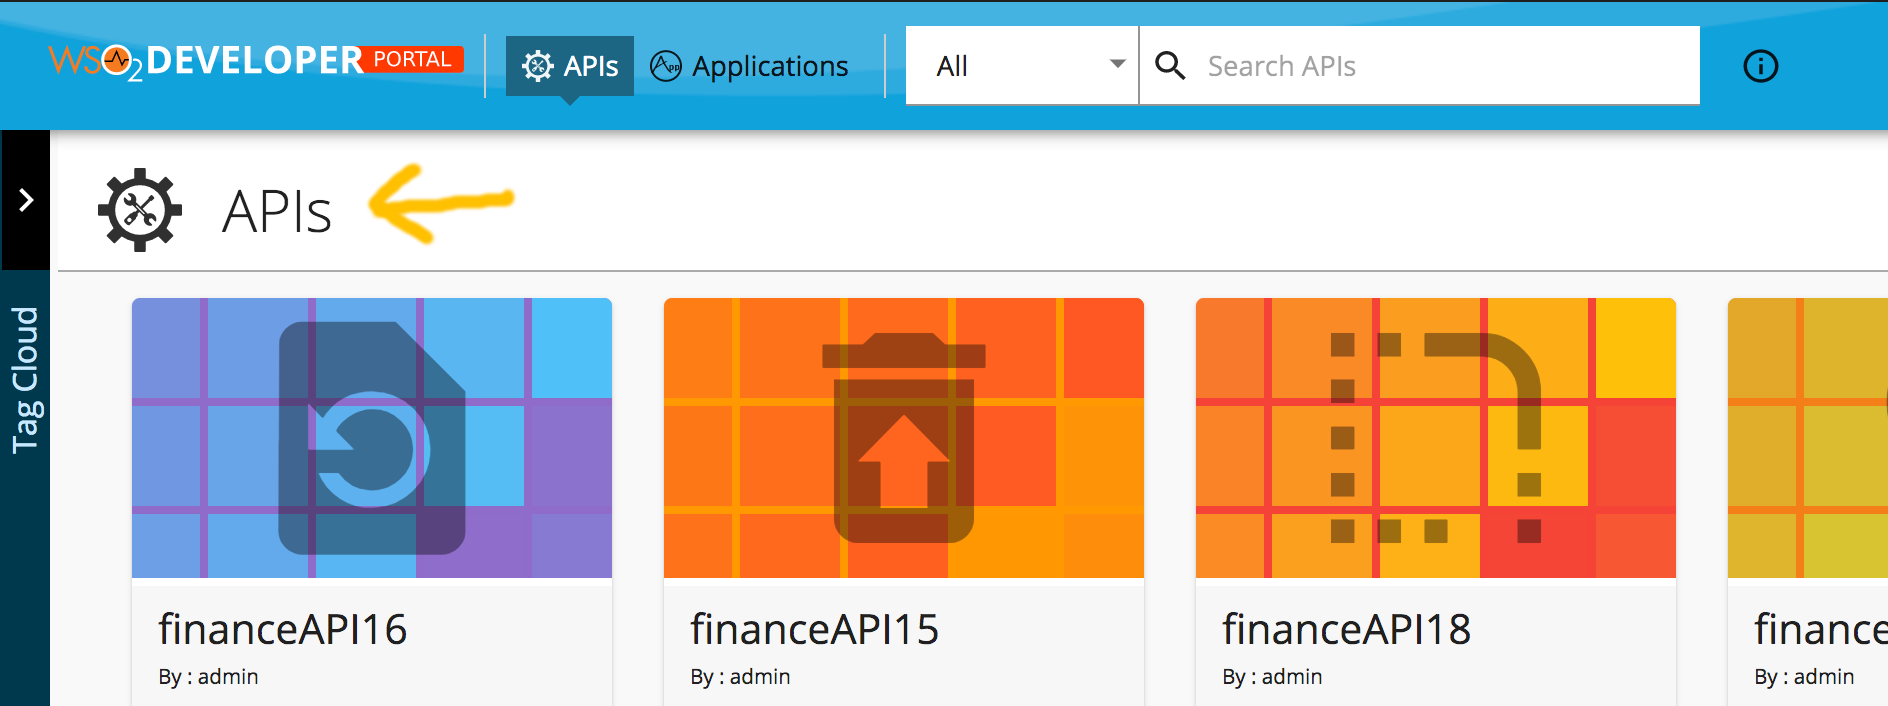 WSO2 DEVELOPER PORTAL
APIs
Applications
All
Search APIs
APIs
Tag Cloud
financeAPI16
By : admin
financeAPI15
By : admin
financeAPI18
By : admin
finance
By : admin